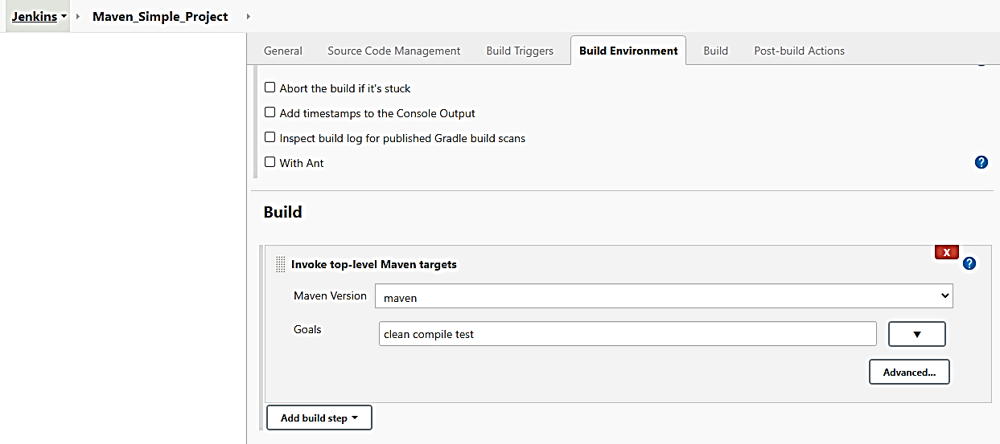 Jenkins Maven_Simple_Project
General Source Code Management Build Triggers Build Environment Build Post-build Actions
Abort the build if it's stuck
Add timestamps to the Console Output
Inspect build log for published Gradle build scans
With Ant ?
Build
X
Invoke top-level Maven targets ?
Maven Version maven
Goals clean compile test
Advanced...
Add build step